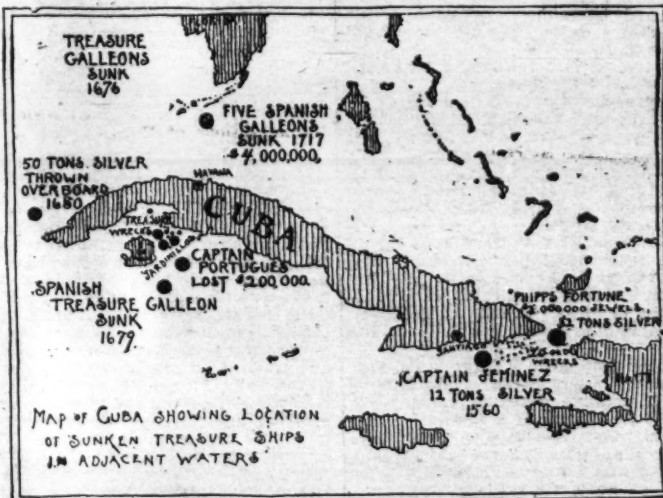 TREASURE
GALLEONS
SUNK
1676
FIVE SPANISH
GALLEONS
SUNK 1717
$4,000,000.
50 TONS SILVER
THROWN
OVERBOARD
1680
HAVANA
CUBA
TREASURE
WRECKS
CAPTAIN
PORTUGUES
LOST $200,000.
SPANISH
TREASURE GALLEON
SUNK
1679
"PHIPPS FORTUNE"
JEWELS,
32 TONS SILVER
SANTIAGO
WRECKS
HAYTI
CAPTAIN JEMINEZ
12 TONS SILVER
1560
MAP OF CUBA SHOWING LOCATION
OF SUNKEN TREASURE SHIPS
IN ADJACENT WATERS